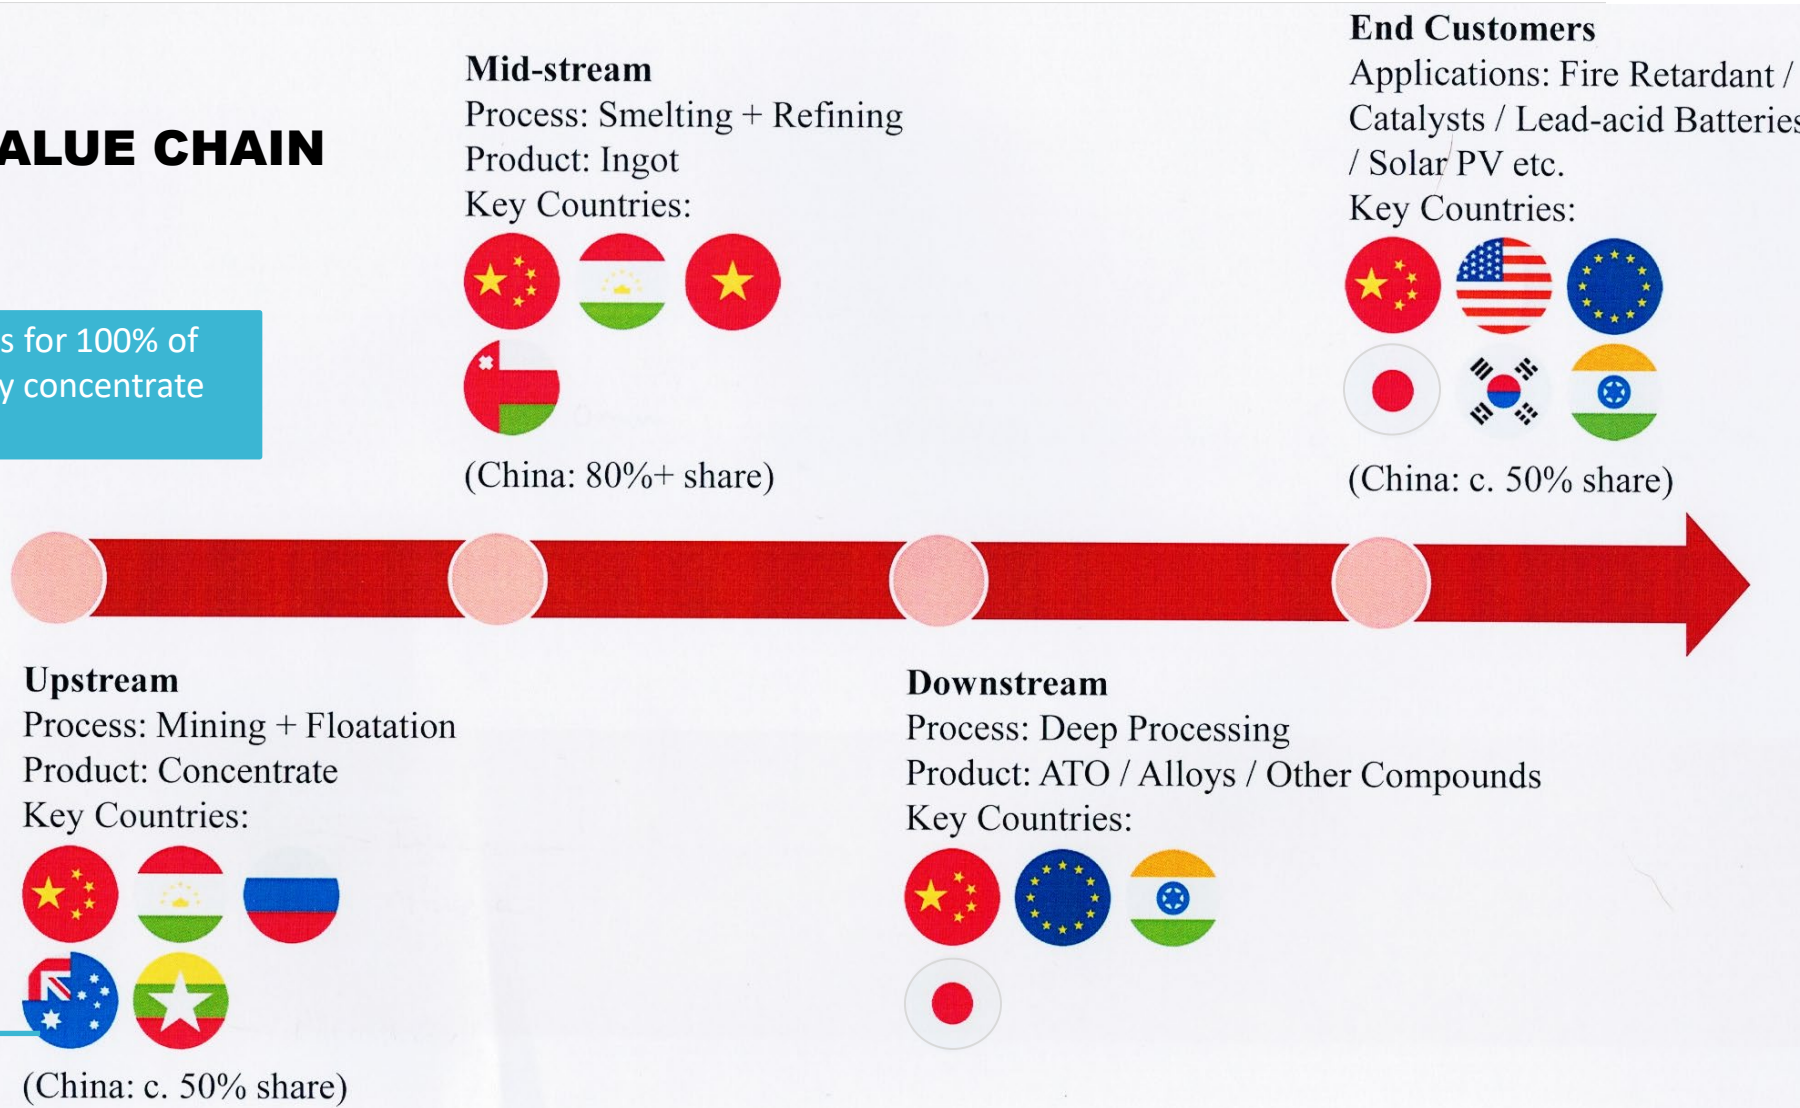 ALUE CHAIN
s for 100% of
y concentrate
Mid-stream
Process: Smelting + Refining
Product: Ingot
Key Countries:
(China: 80%+ share)
End Customers
Applications: Fire Retardant /
Catalysts / Lead-acid Batteries
/ Solar PV etc.
Key Countries:
(China: c. 50% share)
Upstream
Process: Mining + Floatation
Product: Concentrate
Key Countries:
(China: c. 50% share)
Downstream
Process: Deep Processing
Product: ATO / Alloys / Other Compounds
Key Countries: